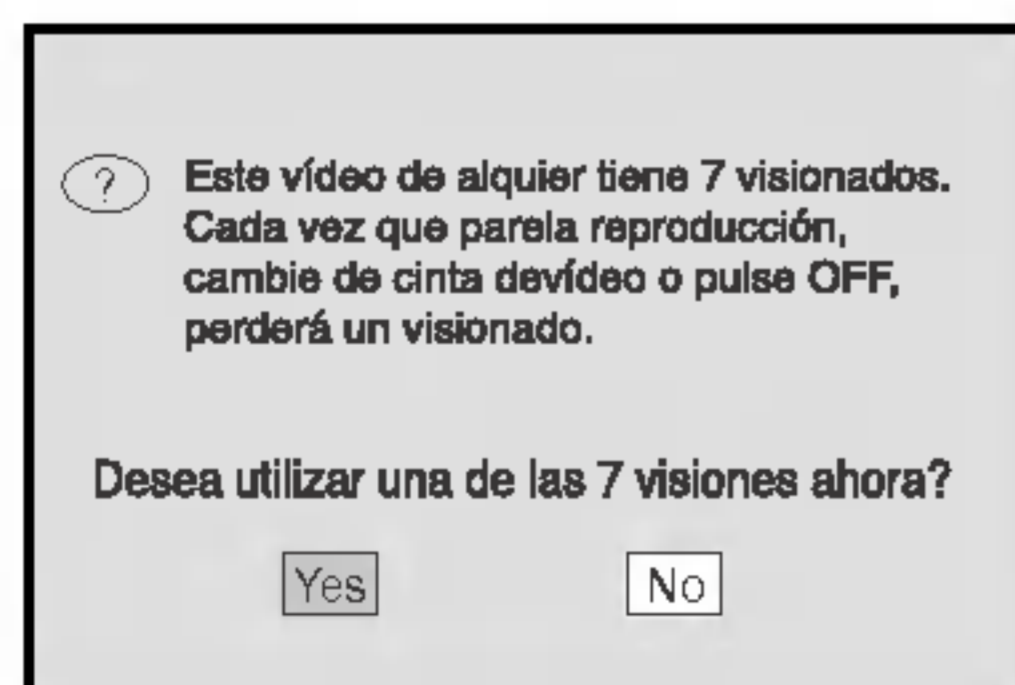 ?
Este vídeo de alquier tiene 7 visionados.
Cada vez que parela reproducción,
cambie de cinta devídeo o pulse OFF,
perderá un visionado.
Desea utilizar una de las 7 visiones ahora?
Yes
No